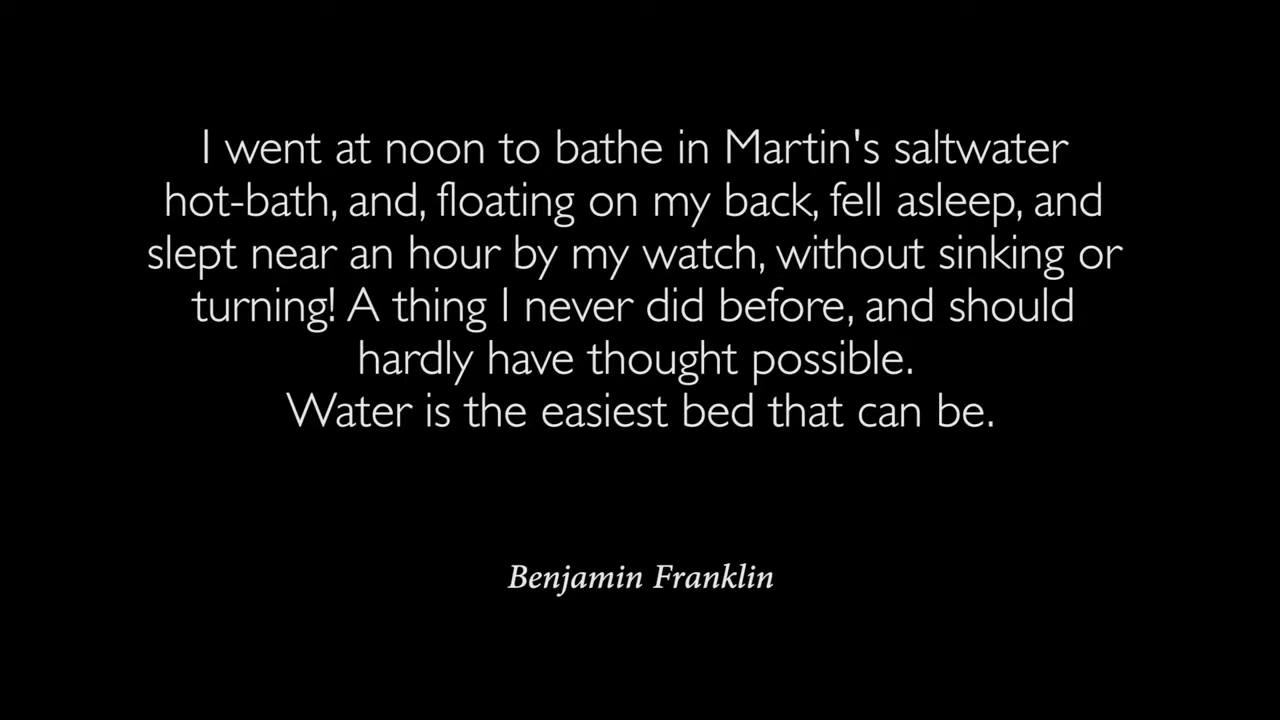 I went at noon to bathe in Martin's saltwater
hot-bath, and, floating on my back, fell asleep, and
slept near an hour by my watch, without sinking or
turning! A thing I never did before, and should
hardly have thought possible.
Water is the easiest bed that can be.
Benjamin Franklin